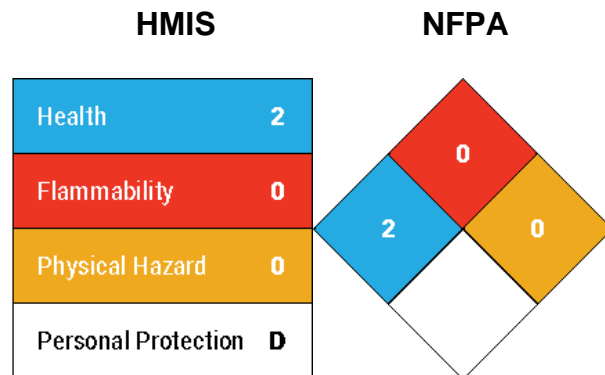 HMIS
NFPA
Health 2
Flammability 0
Physical Hazard 0
Personal Protection D
0
2 0